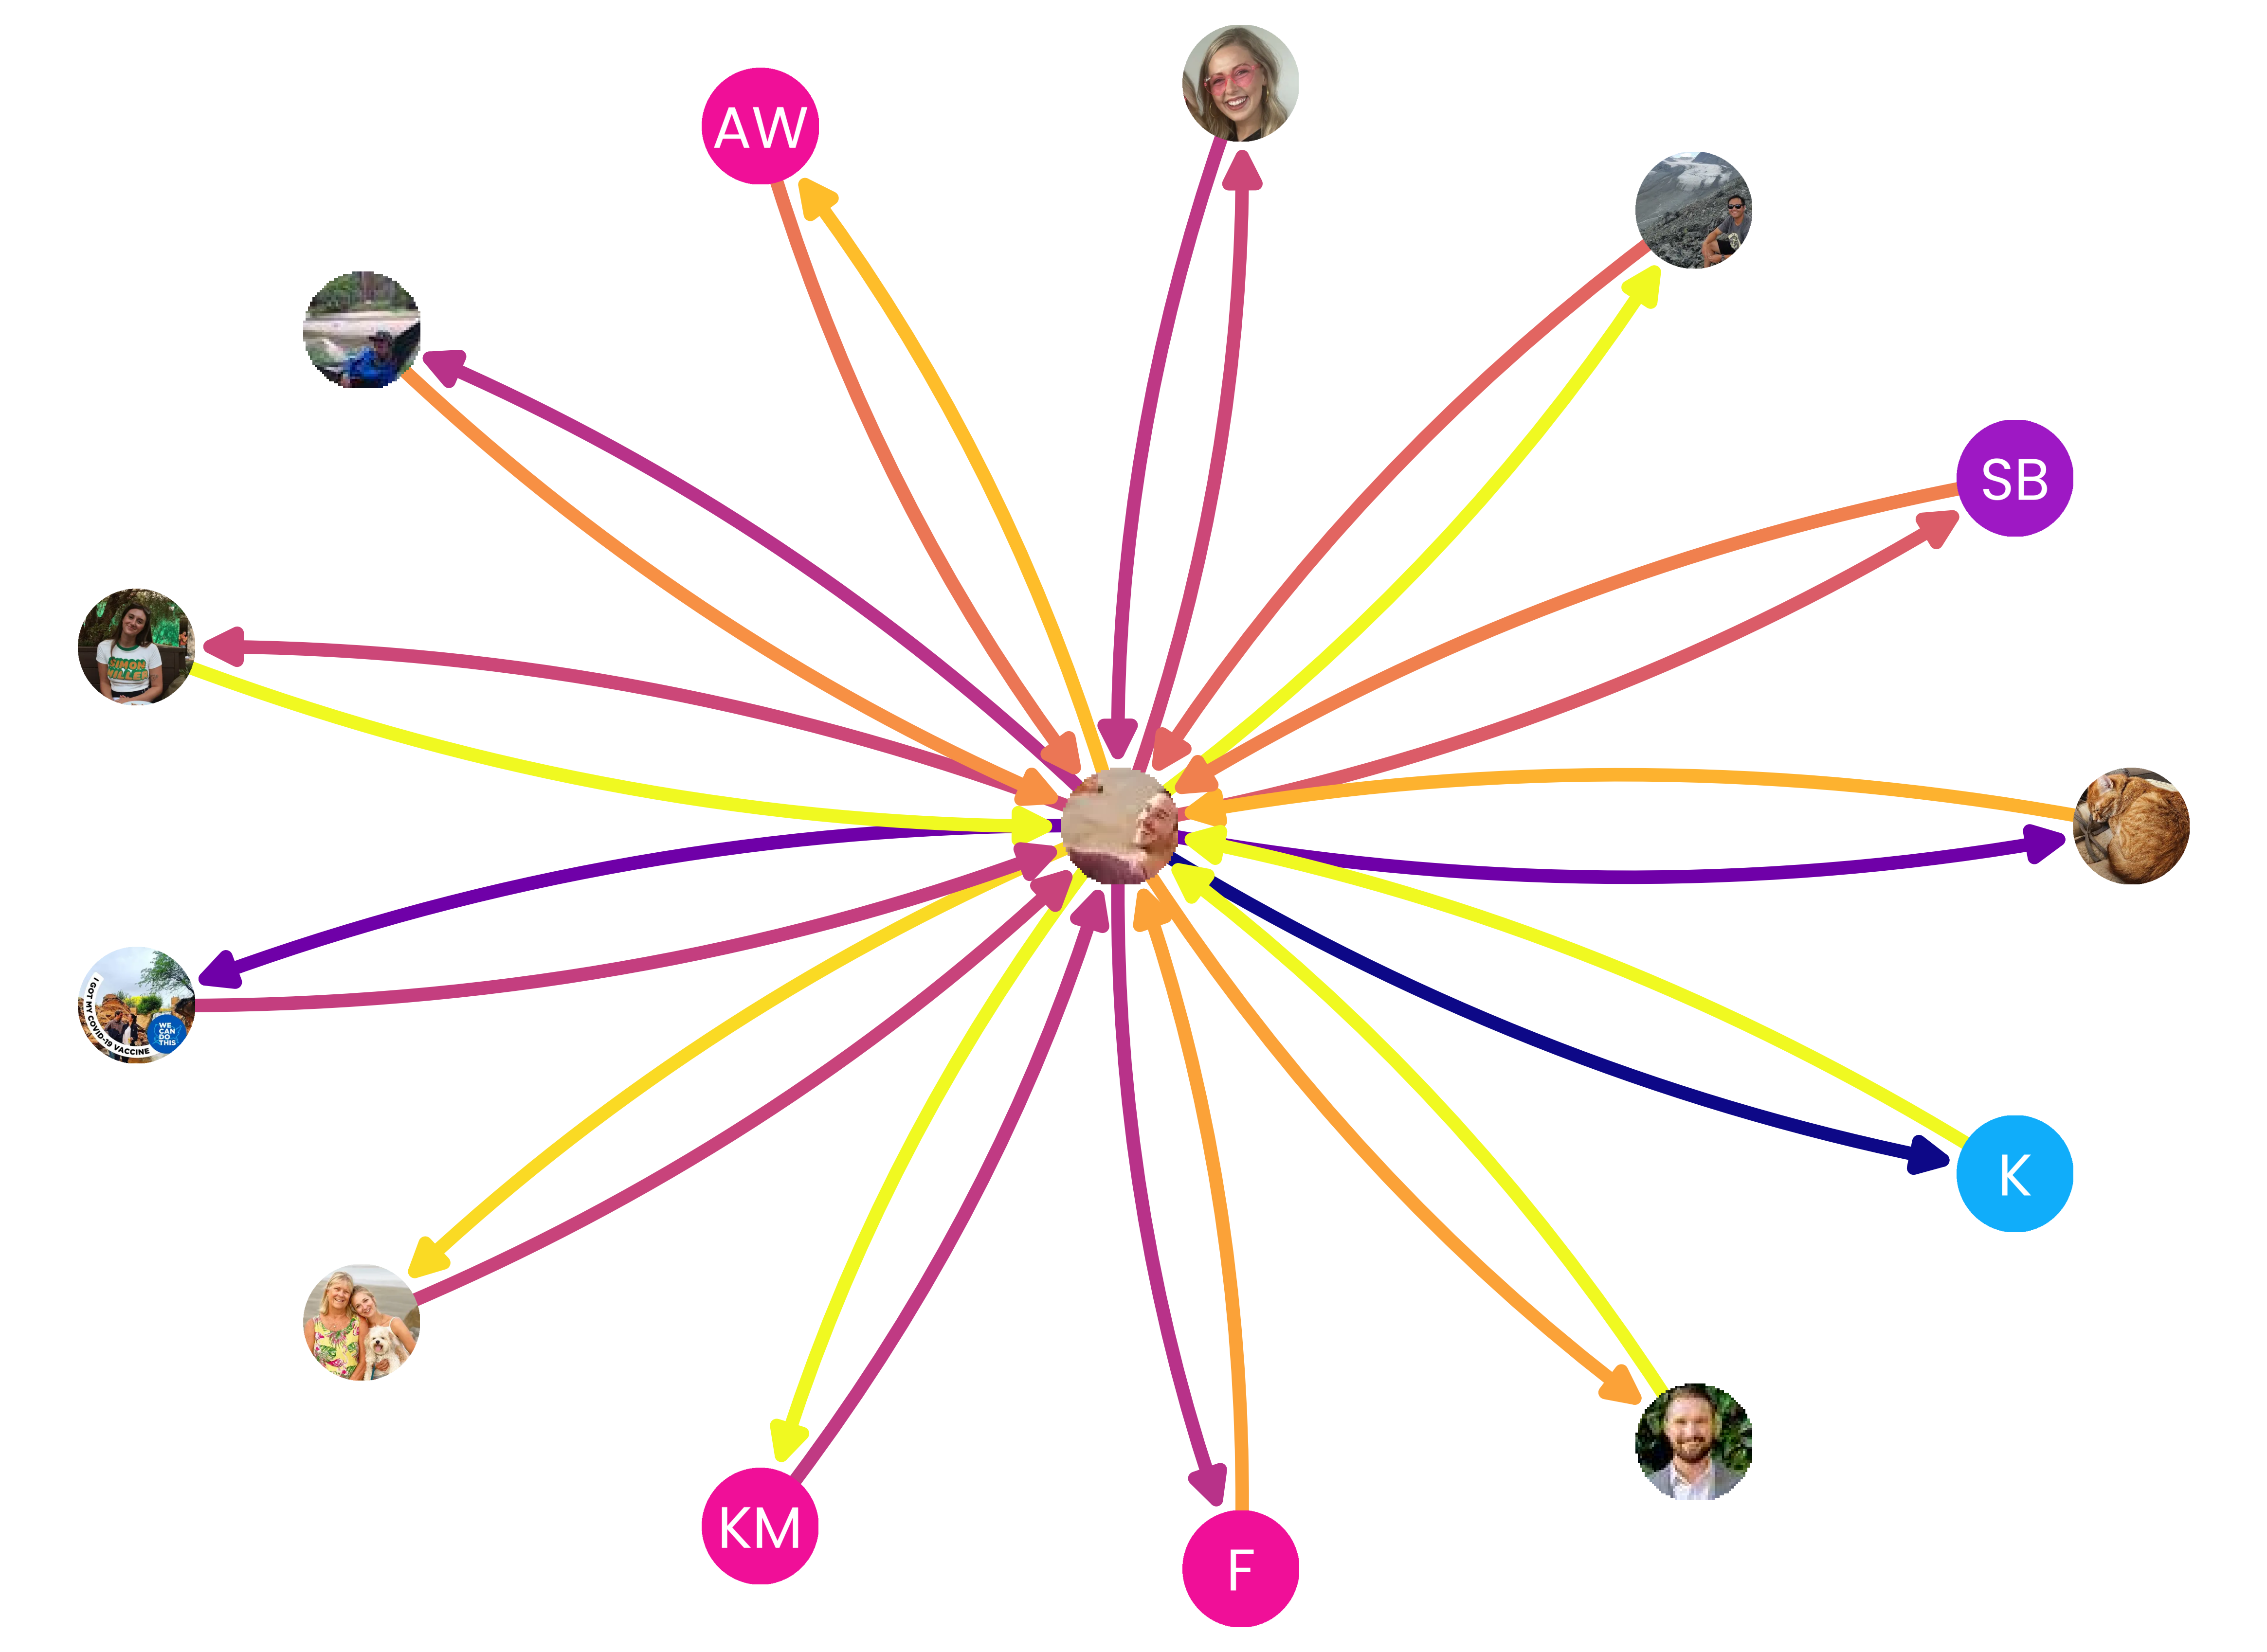 AW
SB
SIMON
MILLER
I GOT MY COVID-19 VACCINE
WE
CAN
DO
THIS
K
KM
F